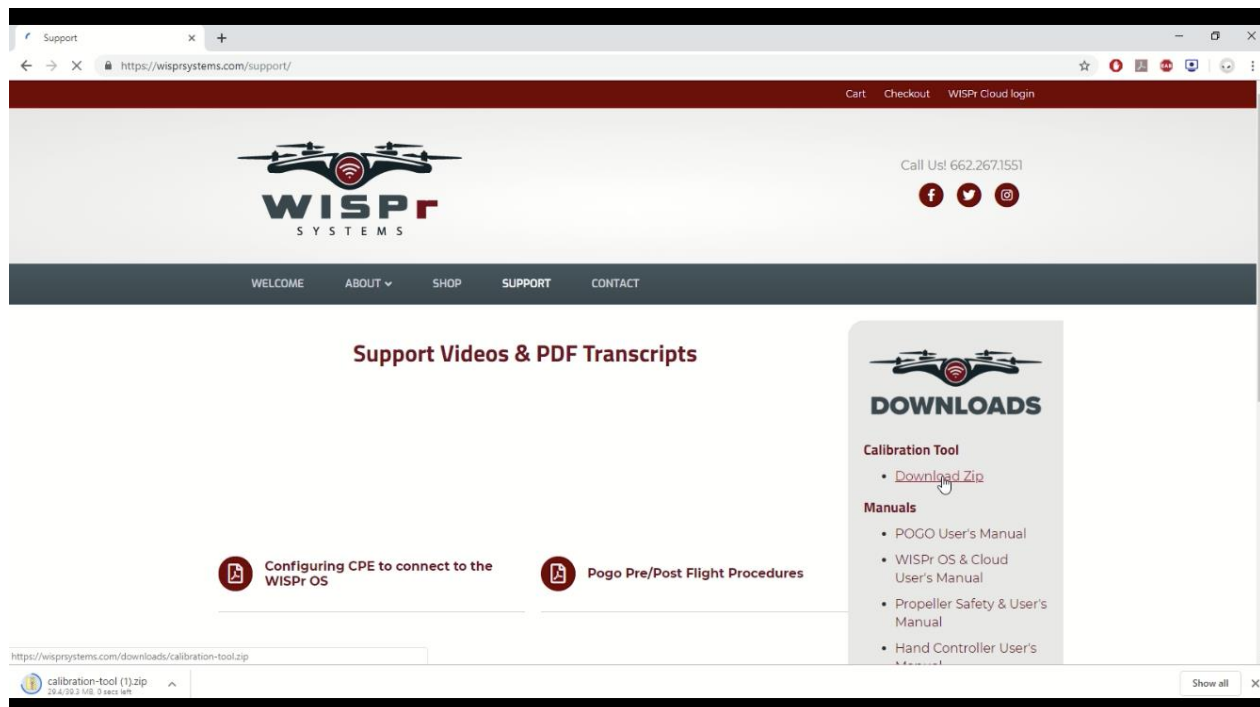 Support
https://wisprsystems.com/support/
Cart Checkout WISPr Cloud login
WISPr
SYSTEMS
Call Us! 662.267.1551
WELCOME ABOUT SHOP SUPPORT CONTACT
Support Videos & PDF Transcripts
Configuring CPE to connect to the
WISPr OS
Pogo Pre/Post Flight Procedures
DOWNLOADS
Calibration Tool
• Download Zip
Manuals
• POGO User's Manual
• WISPr OS & Cloud
User's Manual
• Propeller Safety & User's
Manual
• Hand Controller User's
Manual
https://wisprsystems.com/downloads/calibration-tool.zip
calibration-tool (1).zip
29.4/39.3 MB, 0 secs left
Show all